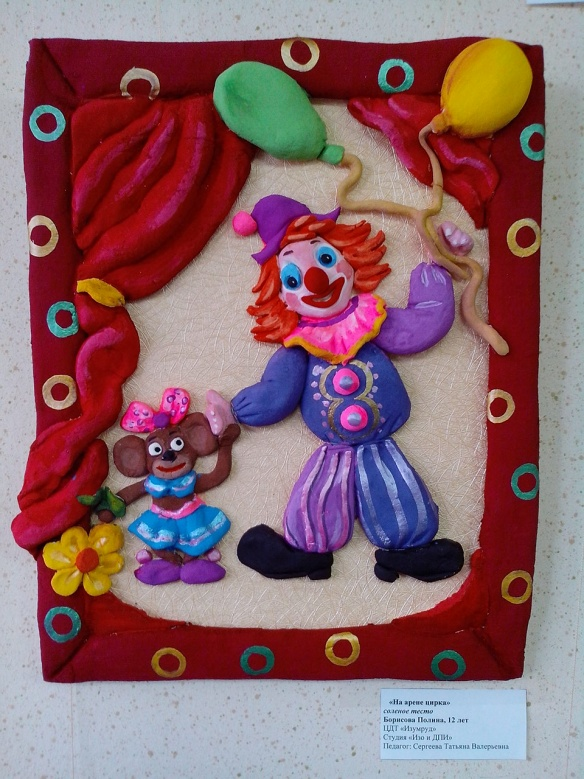 «На арене цирка»
соленое тесто
Борисова Полина, 12 лет
ЦДТ «Изумруд»
Студия «Изо и ДПИ»
Педагог: Сергеева Татьяна Валерьевна